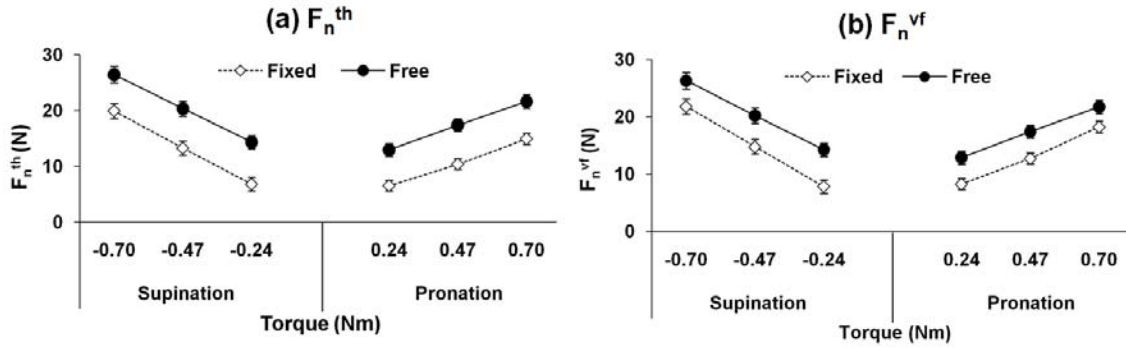 (a) Fₙᵗʰ
Fixed Free
30
20
10
0
Fₙᵗʰ (N)
-0.70 -0.47 -0.24 0.24 0.47 0.70
Supination Pronation
Torque (Nm)
(b) Fₙᵛᶠ
Fixed Free
30
20
10
0
Fₙᵛᶠ (N)
-0.70 -0.47 -0.24 0.24 0.47 0.70
Supination Pronation
Torque (Nm)